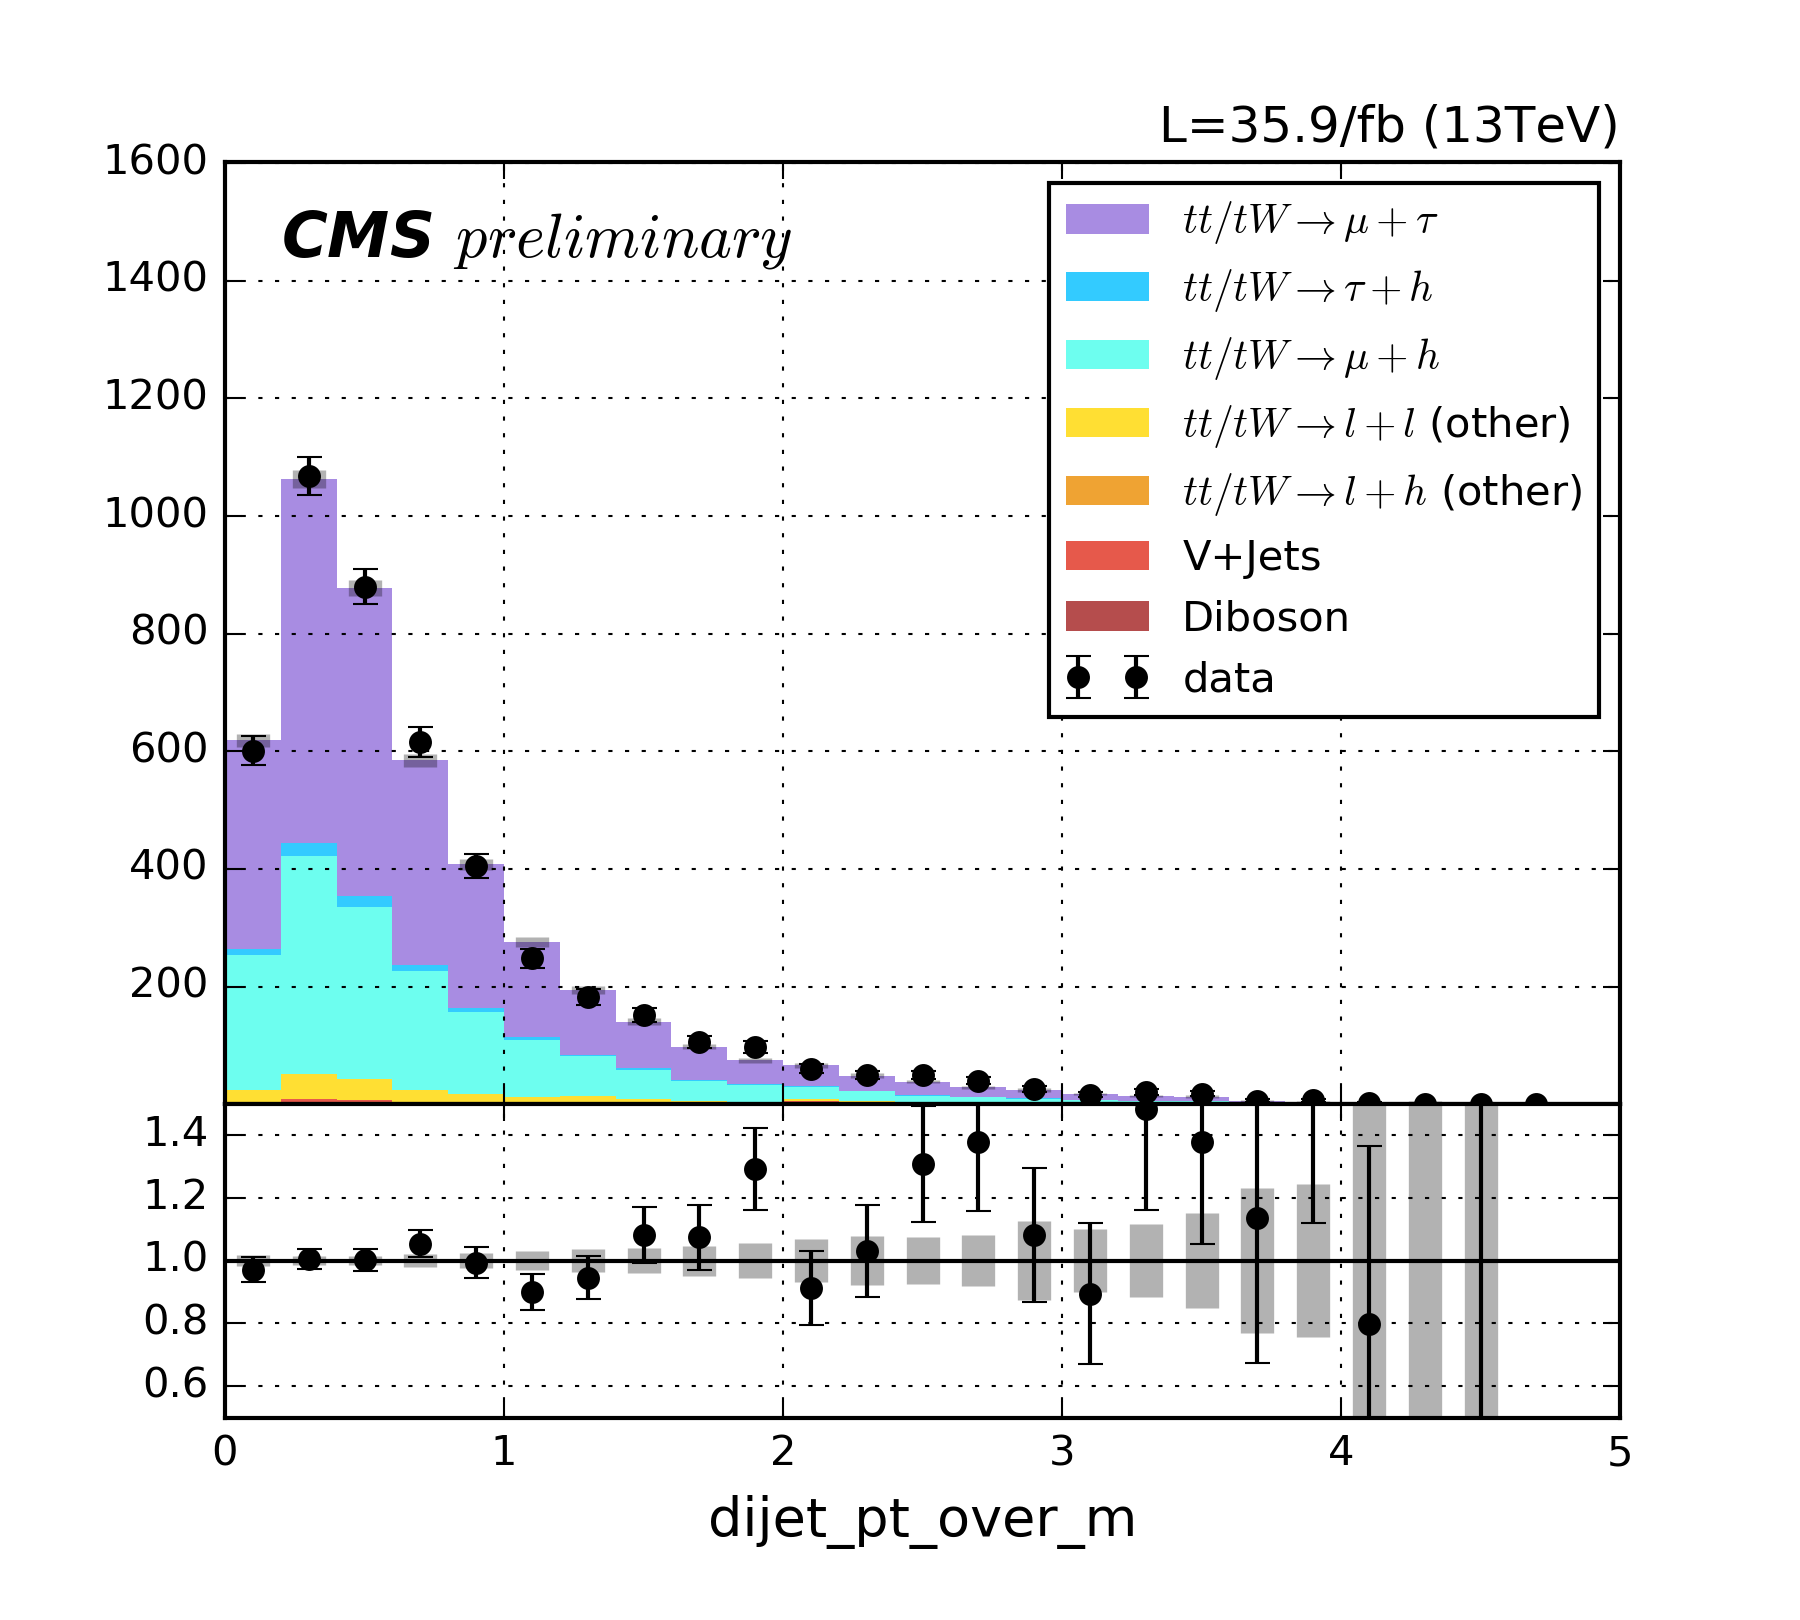 L=35.9/fb (13TeV)
CMS preliminary
1600
1400
1200
1000
800
600
400
200
tt/tW→μ+τ
tt/tW→τ+h
tt/tW→μ+h
tt/tW→l+l (other)
tt/tW→l+h (other)
V+Jets
Diboson
data
1.4
1.2
1.0
0.8
0.6
0 1 2 3 4 5
dijet_pt_over_m